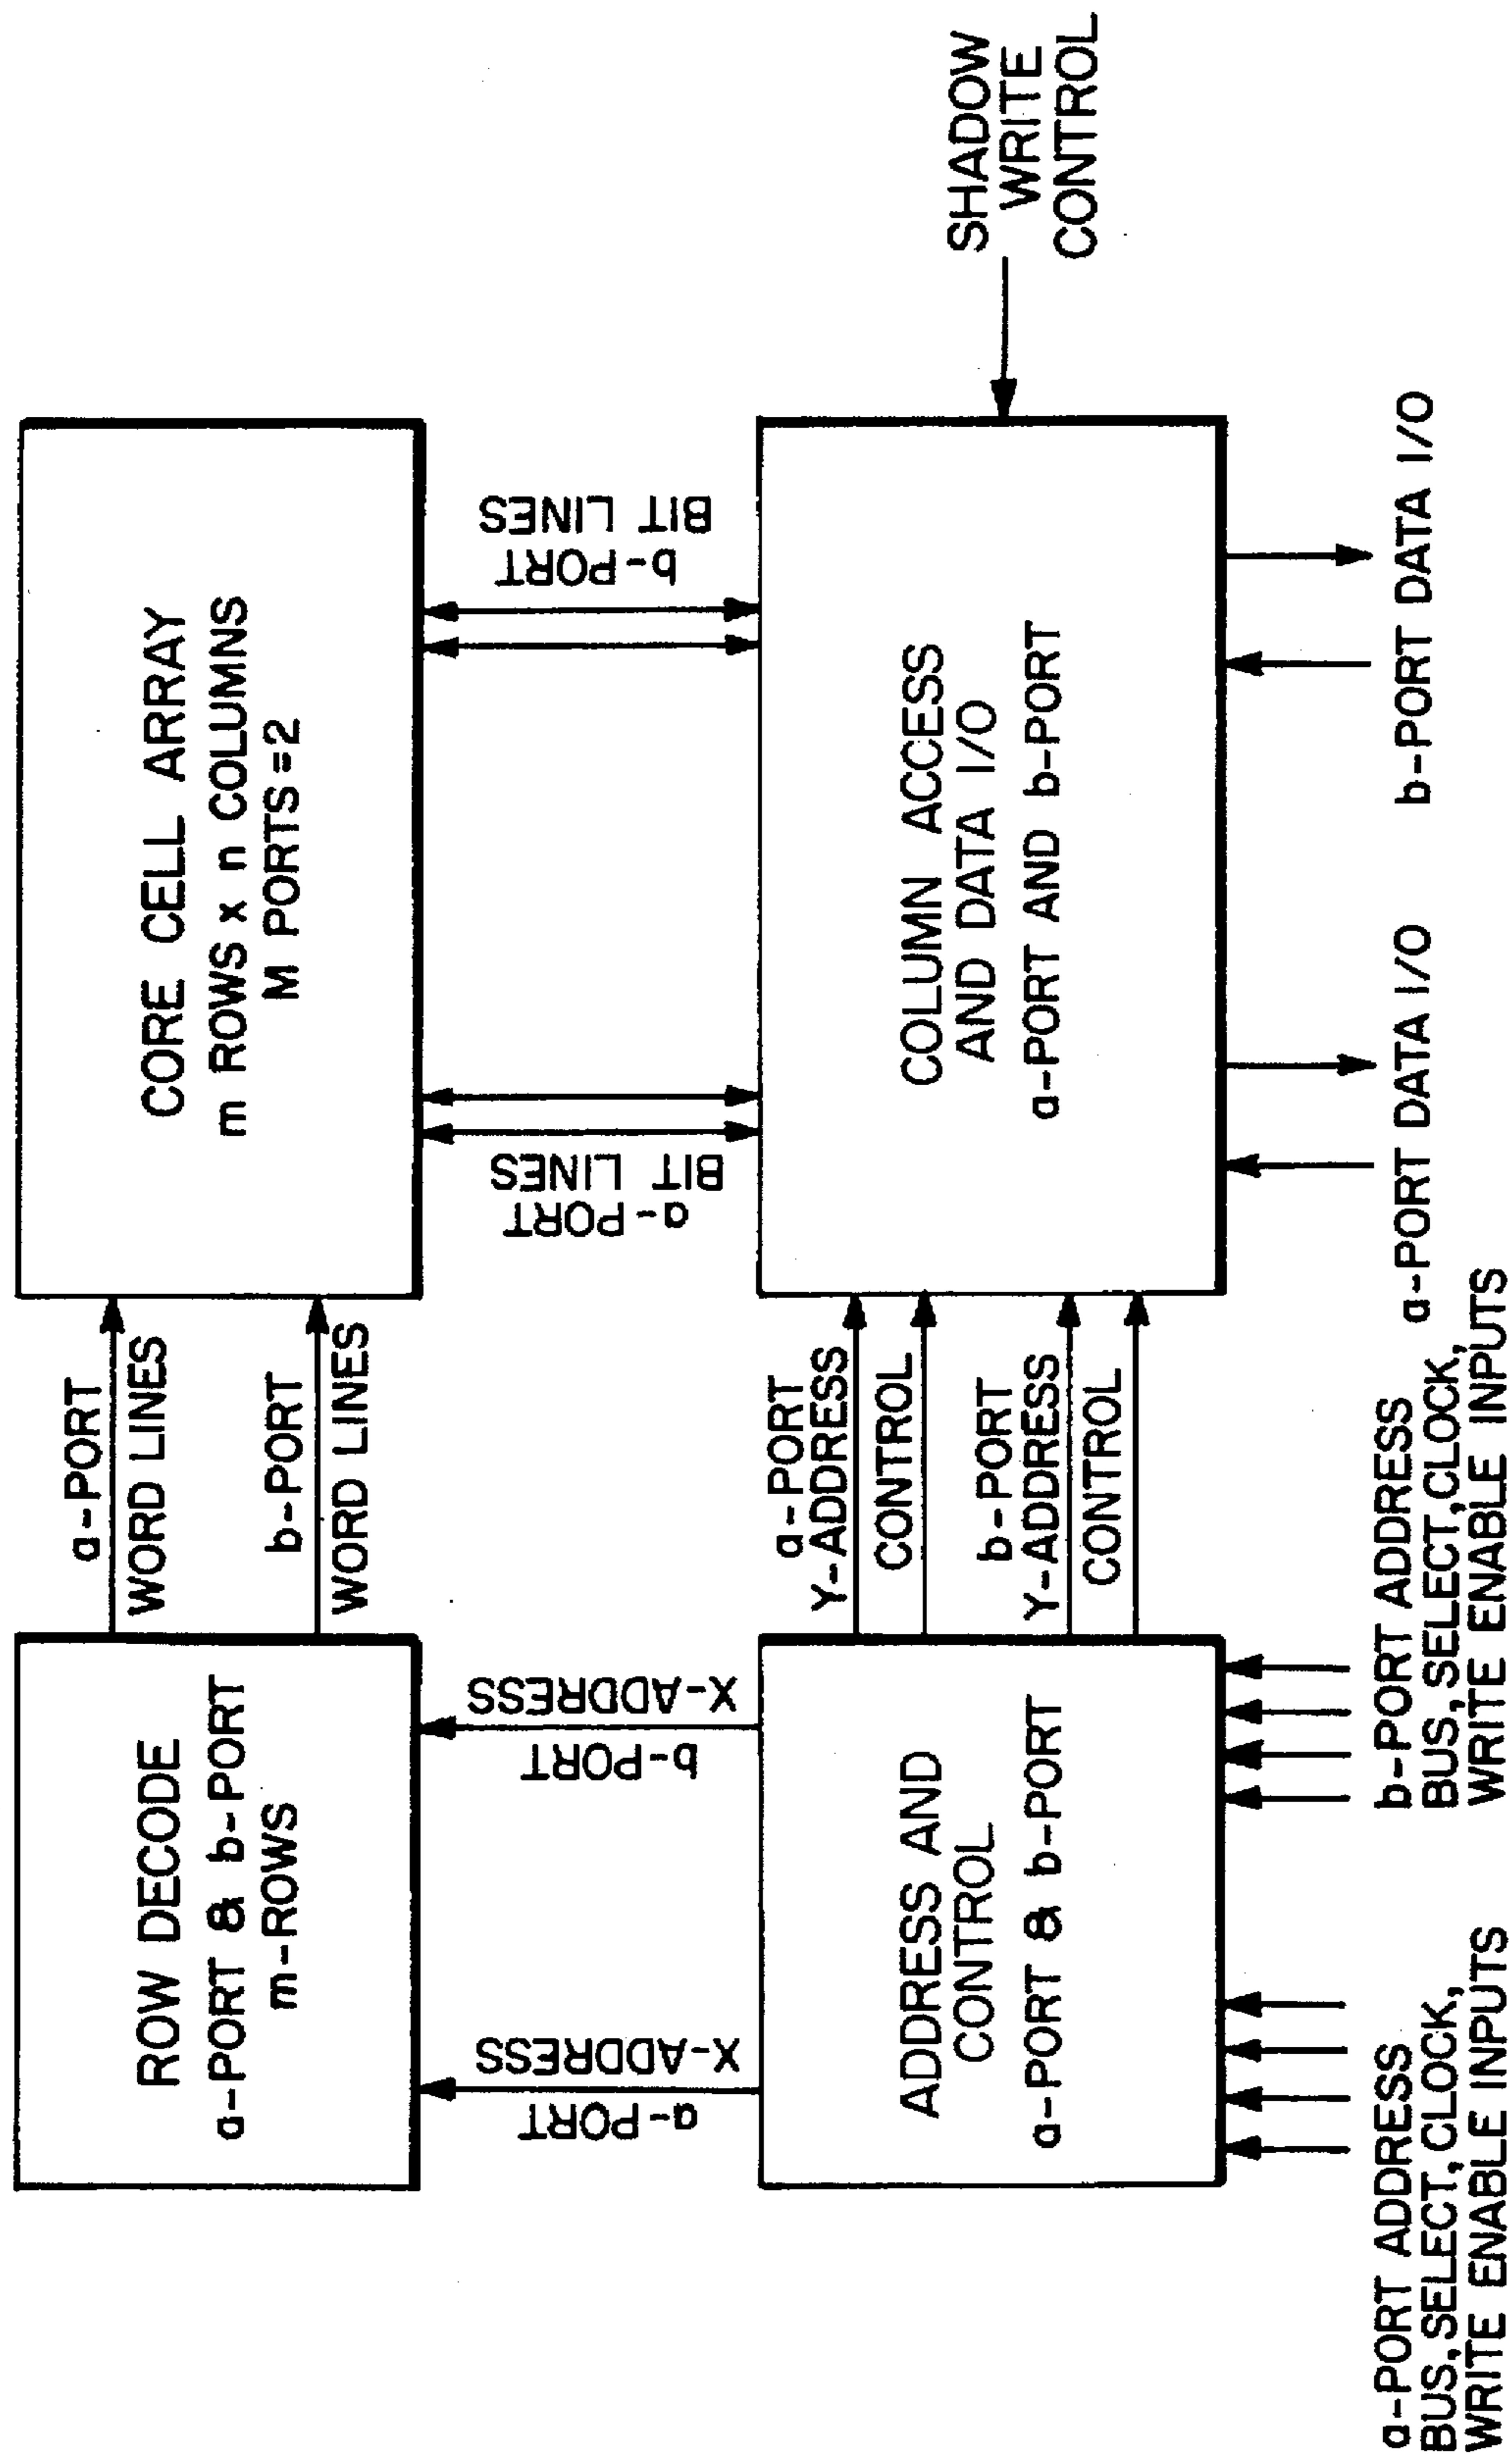 ROW DECODE
a-PORT & b-PORT
m-ROWS
a-PORT
WORD LINES
b-PORT
WORD LINES
CORE CELL ARRAY
m ROWS x n COLUMNS
M PORTS=2
a-PORT
X-ADDRESS
b-PORT
X-ADDRESS
a-PORT
BIT LINES
b-PORT
BIT LINES
ADDRESS AND
CONTROL
a-PORT & b-PORT
a-PORT
Y-ADDRESS
CONTROL
b-PORT
Y-ADDRESS
CONTROL
COLUMN ACCESS
AND DATA I/O
a-PORT AND b-PORT
SHADOW
WRITE
CONTROL
a-PORT ADDRESS
BUS,SELECT,CLOCK,
WRITE ENABLE INPUTS
b-PORT ADDRESS
BUS,SELECT,CLOCK,
WRITE ENABLE INPUTS
a-PORT DATA I/O
b-PORT DATA I/O